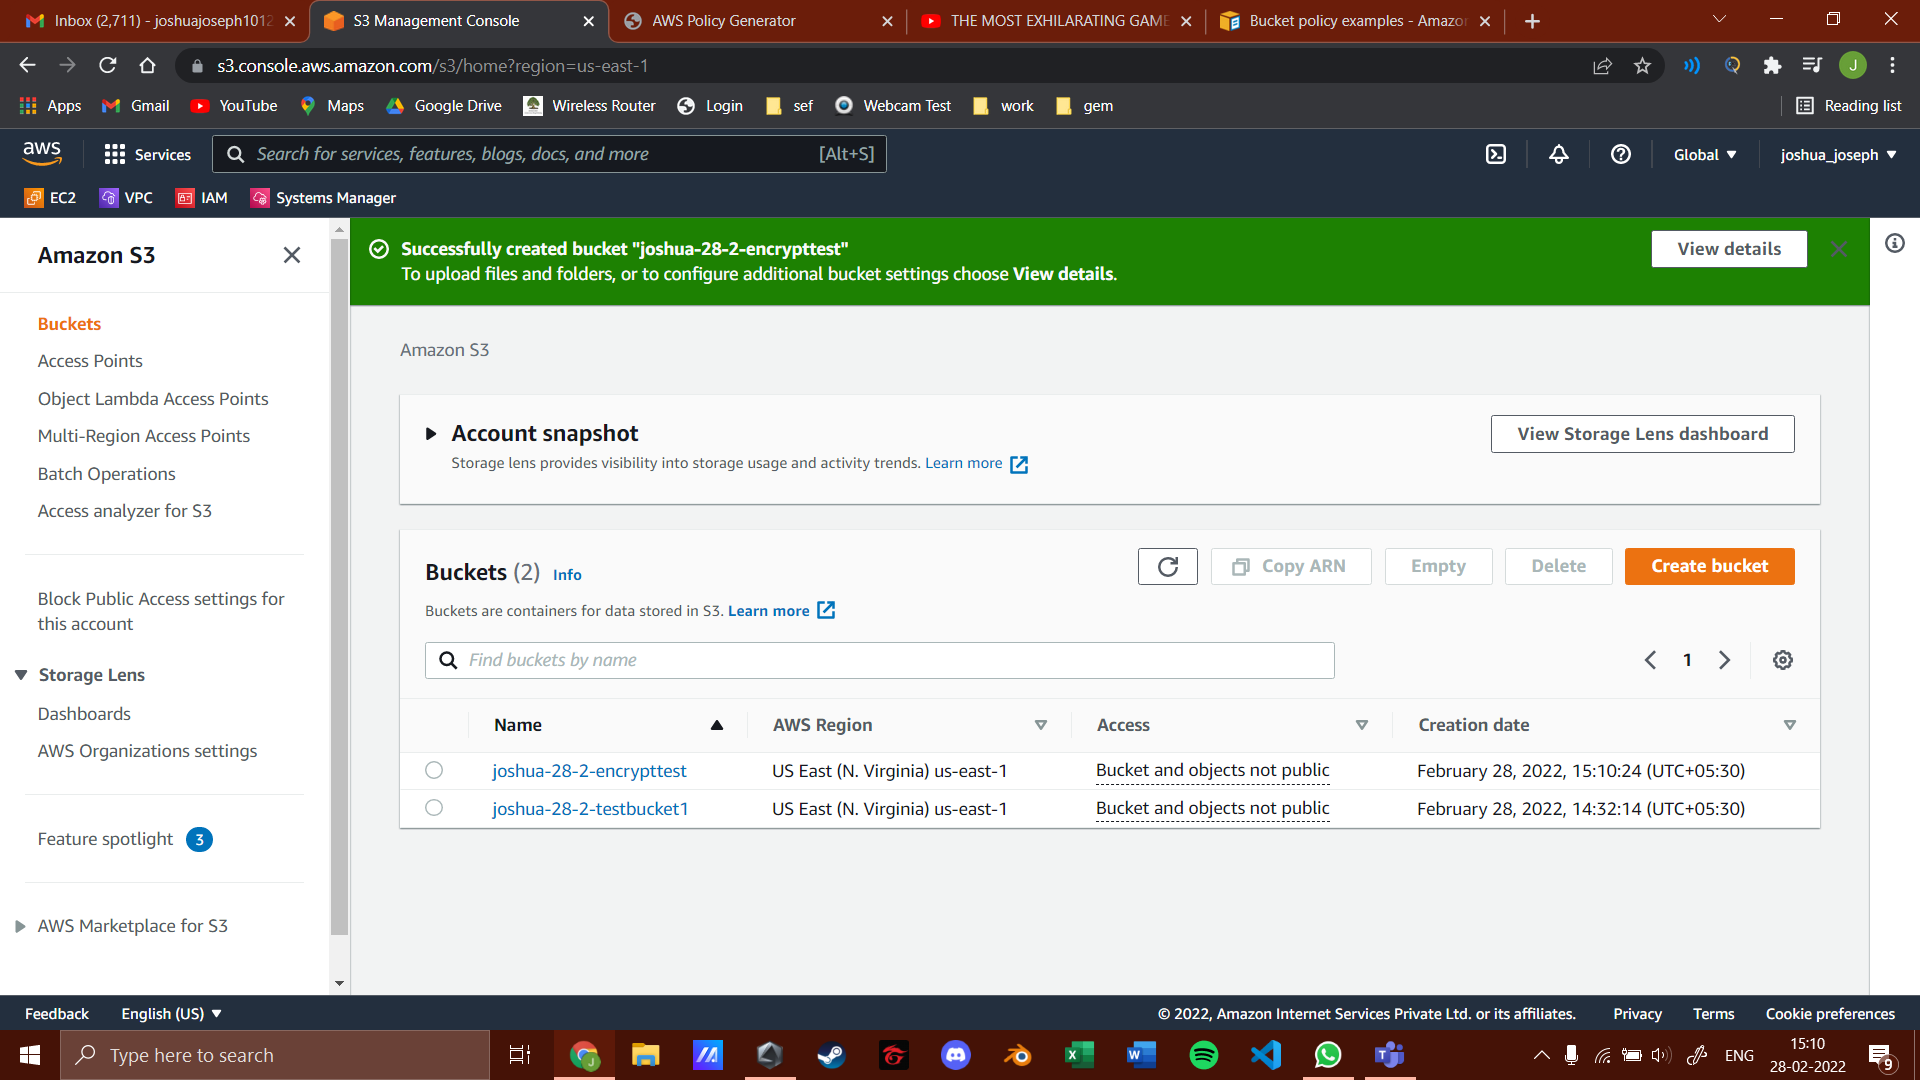 Inbox (2,711) - joshuajoseph1012
S3 Management Console
AWS Policy Generator
THE MOST EXHILARATING GAME
Bucket policy examples - Amazon
s3.console.aws.amazon.com/s3/home?region=us-east-1
J
Apps
Gmail
YouTube
Maps
Google Drive
Wireless Router
Login
sef
Webcam Test
work
gem
Reading list
aws
Services
Search for services, features, blogs, docs, and more
[Alt+S]
Global
joshua_joseph
EC2
VPC
IAM
Systems Manager
Amazon S3
Successfully created bucket "joshua-28-2-encrypttest"
To upload files and folders, or to configure additional bucket settings choose View details.
View details
Buckets
Access Points
Object Lambda Access Points
Multi-Region Access Points
Batch Operations
Access analyzer for S3
Block Public Access settings for
this account
Storage Lens
Dashboards
AWS Organizations settings
Feature spotlight 3
AWS Marketplace for S3
Amazon S3
Account snapshot
Storage lens provides visibility into storage usage and activity trends. Learn more
View Storage Lens dashboard
Buckets (2) Info
Buckets are containers for data stored in S3. Learn more
Copy ARN
Empty
Delete
Create bucket
Find buckets by name
1
Name
AWS Region
Access
Creation date
joshua-28-2-encrypttest
US East (N. Virginia) us-east-1
Bucket and objects not public
February 28, 2022, 15:10:24 (UTC+05:30)
joshua-28-2-testbucket1
US East (N. Virginia) us-east-1
Bucket and objects not public
February 28, 2022, 14:32:14 (UTC+05:30)
Feedback
English (US)
© 2022, Amazon Internet Services Private Ltd. or its affiliates.
Privacy
Terms
Cookie preferences
Type here to search
ENG
15:10
28-02-2022
9